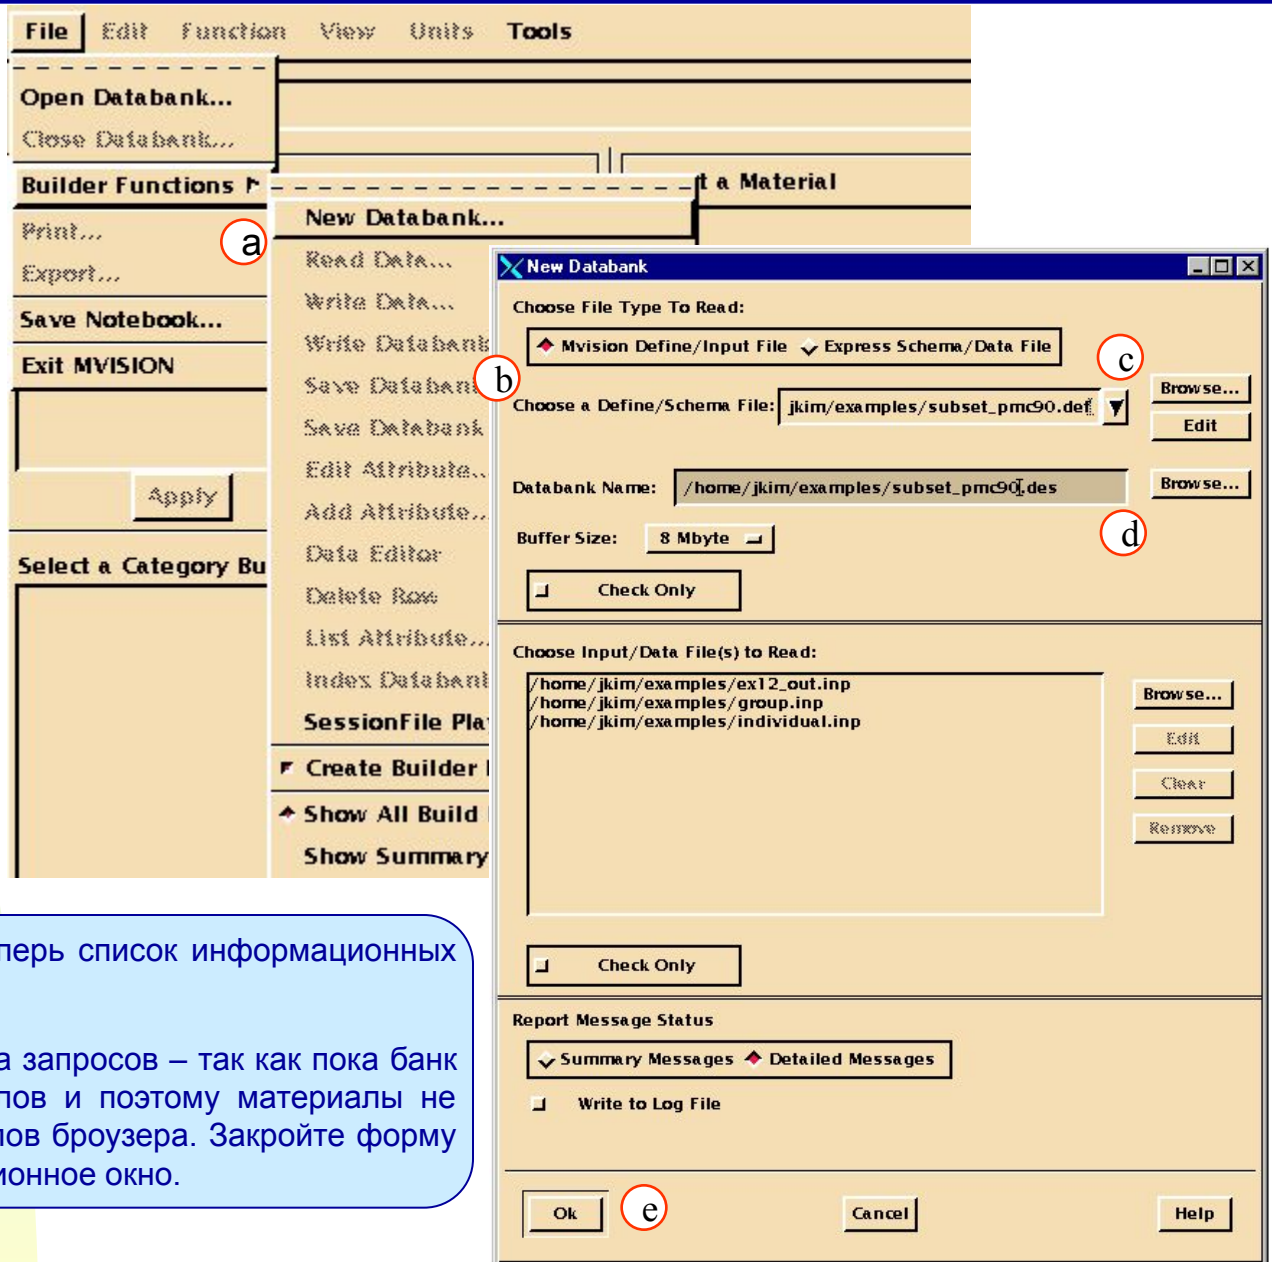 File Edit Function View Units Tools
Open Databank...
Close Databank...
Builder Functions
Print...
Export...
Save Notebook...
Exit MVISION
Apply
Select a Category Bu
t a Material
a
New Databank...
Read Data...
Write Data...
Write Databank
Save Databan
Save Databank
Edit Attribute..
Add Attribute..
Data Editor
Delete Row
List Attribute...
Index Databank
SessionFile Pla
Create Builder
Show All Build
Show Summary
New Databank
Choose File Type To Read:
Mvision Define/Input File Express Schema/Data File
b
c
Choose a Define/Schema File: jkim/examples/subset_pmc90.def
Browse...
Edit
Databank Name: /home/jkim/examples/subset_pmc90.des
Browse...
d
Buffer Size: 8 Mbyte
Check Only
Choose Input/Data File(s) to Read:
/home/jkim/examples/ex12_out.inp
/home/jkim/examples/group.inp
/home/jkim/examples/individual.inp
Browse...
Edit
Clear
Remove
Check Only
Report Message Status
Summary Messages Detailed Messages
Write to Log File
Ok
e
Cancel
Help
перь список информационных
а запросов – так как пока банк
лов и поэтому материалы не
лов броузера. Закройте форму
ионное окно.